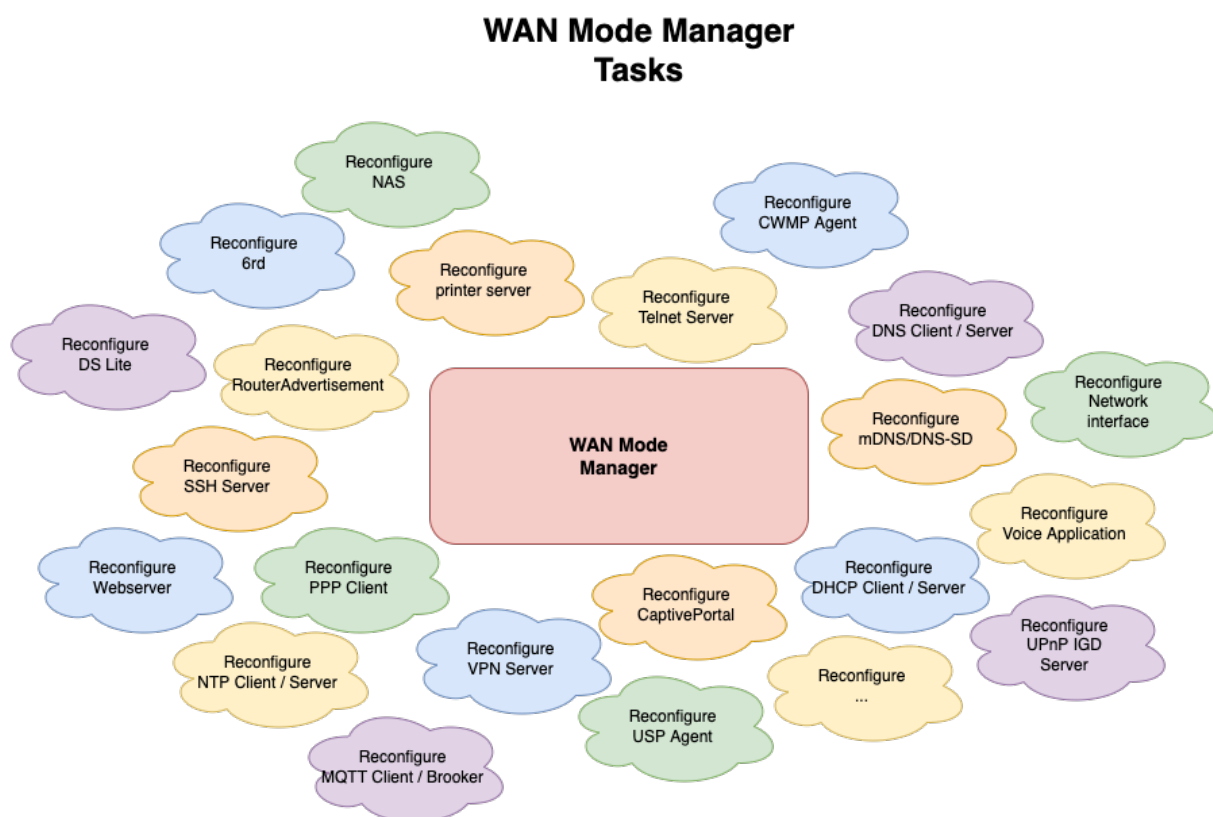 WAN Mode Manager
Tasks
Reconfigure
NAS
Reconfigure
CWMP Agent
Reconfigure
6rd
Reconfigure
printer server
Reconfigure
Telnet Server
Reconfigure
DNS Client / Server
Reconfigure
DS Lite
Reconfigure
RouterAdvertisement
Reconfigure
Network
interface
Reconfigure
mDNS/DNS-SD
WAN Mode
Manager
Reconfigure
SSH Server
Reconfigure
Voice Application
Reconfigure
Webserver
Reconfigure
PPP Client
Reconfigure
CaptivePortal
Reconfigure
DHCP Client / Server
Reconfigure
UPnP IGD
Server
Reconfigure
NTP Client / Server
Reconfigure
VPN Server
Reconfigure
...
Reconfigure
USP Agent
Reconfigure
MQTT Client / Brooker